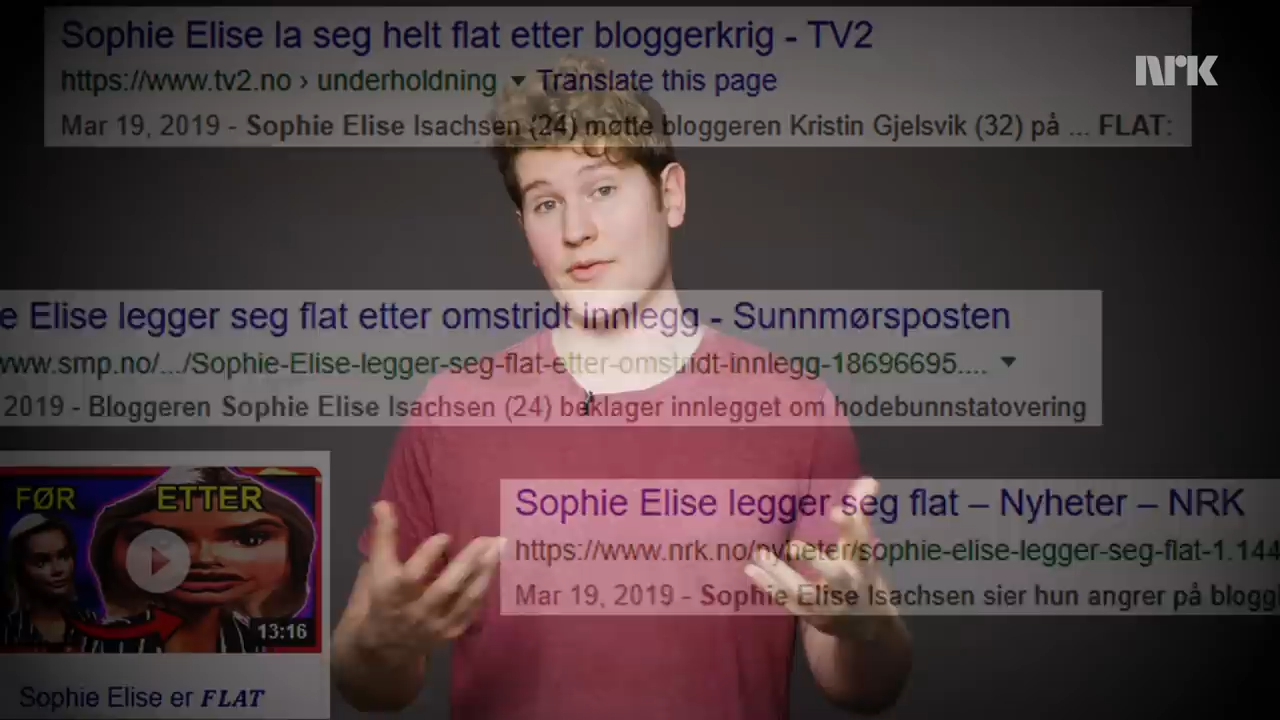 Sophie Elise la seg helt flat etter bloggerkrig - TV2
https://www.tv2.no › underholdning ▼ Translate this page
Mar 19, 2019 - Sophie Elise Isachsen (24) møtte bloggeren Kristin Gjelsvik (32) på ... FLAT:
NRK
e Elise legger seg flat etter omstridt innlegg - Sunnmørsposten
www.smp.no/.../Sophie-Elise-legger-seg-flat-etter-omstridt-innlegg-18696695.... ▼
2019 - Bloggeren Sophie Elise Isachsen (24) beklager innlegget om hodebunnstatovering
FØR ETTER
13:16
Sophie Elise er FLAT
Sophie Elise legger seg flat – Nyheter – NRK
https://www.nrk.no/nyheter/sophie-elise-legger-seg-flat-1.144
Mar 19, 2019 - Sophie Elise Isachsen sier hun angrer på blogg